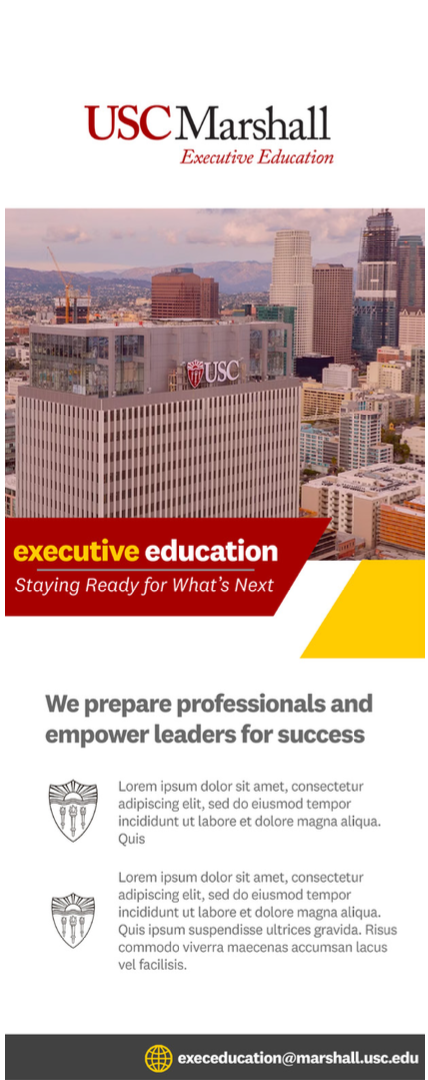 USC Marshall
Executive Education
USC
executive education
Staying Ready for What's Next
We prepare professionals and
empower leaders for success
Lorem ipsum dolor sit amet, consectetur
adipiscing elit, sed do eiusmod tempor
incididunt ut labore et dolore magna aliqua.
Quis
Lorem ipsum dolor sit amet, consectetur
adipiscing elit, sed do eiusmod tempor
incididunt ut labore et dolore magna aliqua.
Quis ipsum suspendisse ultrices gravida. Risus
commodo viverra maecenas accumsan lacus
vel facilisis.
execeducation@marshall.usc.edu